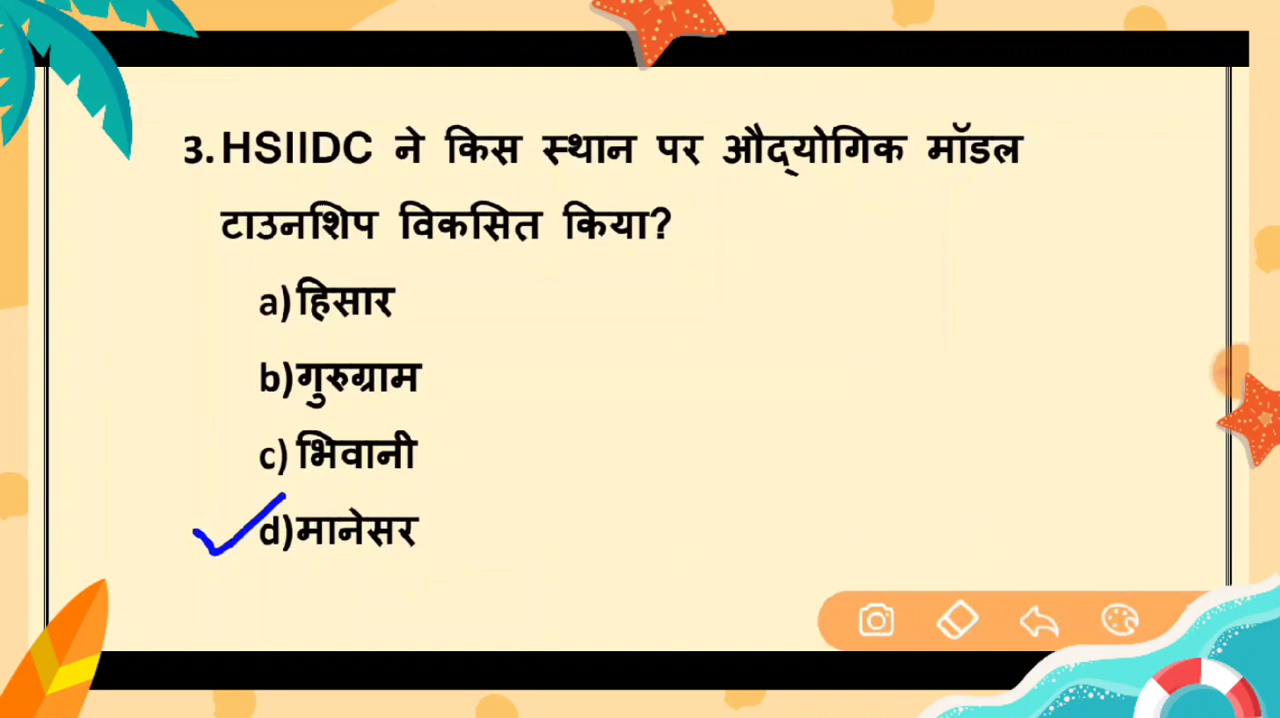 3. HSIIDC ने किस स्थान पर औद्योगिक मॉडल
टाउनशिप विकसित किया?
a) हिसार
b) गुरुग्राम
c) भिवानी
d) मानेसर